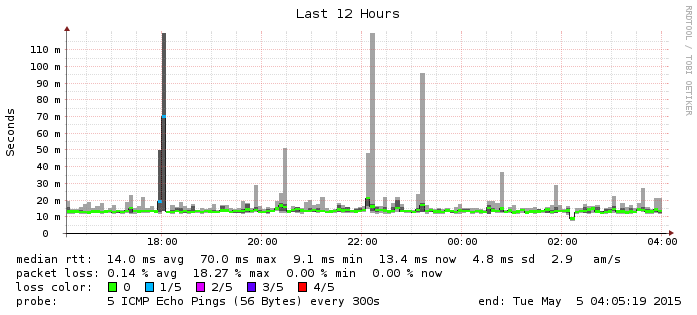 Last 12 Hours
RRDTOOL / TOBI OETIKER
Seconds
110 m
100 m
90 m
80 m
70 m
60 m
50 m
40 m
30 m
20 m
10 m
0
18:00 20:00 22:00 00:00 02:00 04:00
median rtt: 14.0 ms avg 70.0 ms max 9.1 ms min 13.4 ms now 4.8 ms sd 2.9 am/s
packet loss: 0.14 % avg 18.27 % max 0.00 % min 0.00 % now
loss color: 0 1/5 2/5 3/5 4/5
probe: 5 ICMP Echo Pings (56 Bytes) every 300s end: Tue May 5 04:05:19 2015